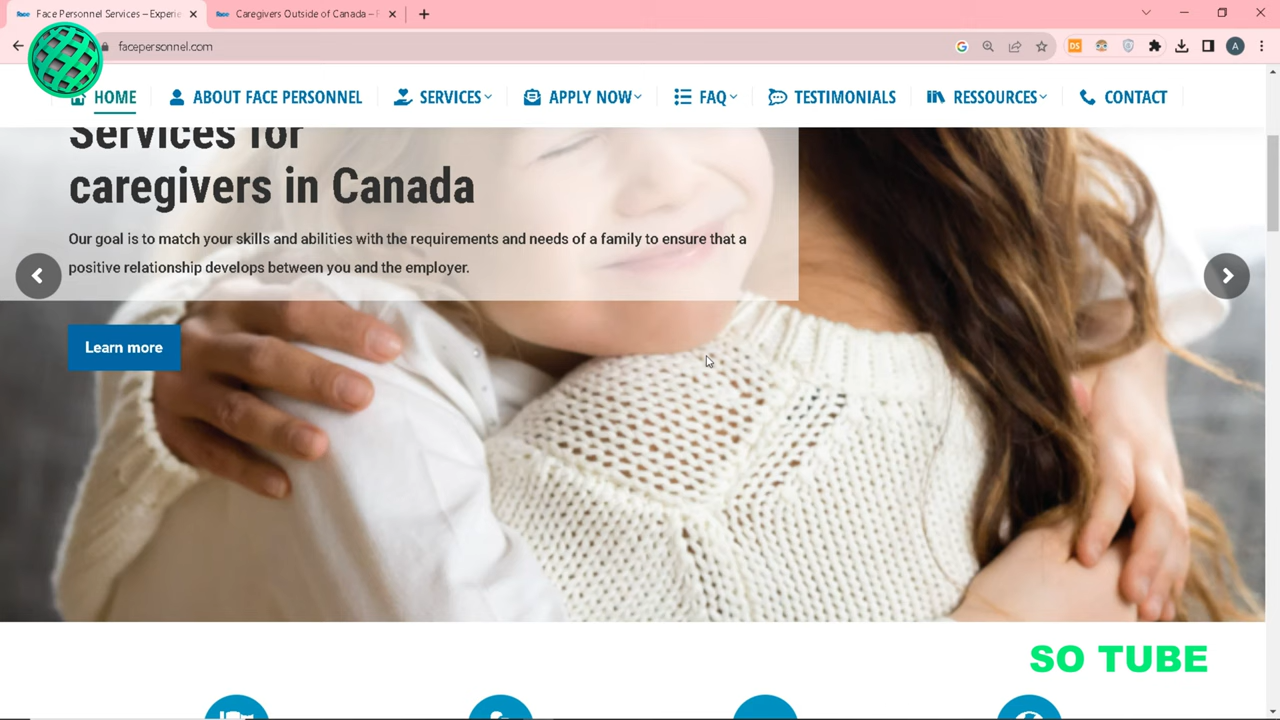 Face Personnel Services – Experie
Caregivers Outside of Canada –
facepersonnel.com
HOME
ABOUT FACE PERSONNEL
SERVICES
APPLY NOW
FAQ
TESTIMONIALS
RESSOURCES
CONTACT
Services for
caregivers in Canada
Our goal is to match your skills and abilities with the requirements and needs of a family to ensure that a
positive relationship develops between you and the employer.
Learn more
SO TUBE
DS
A